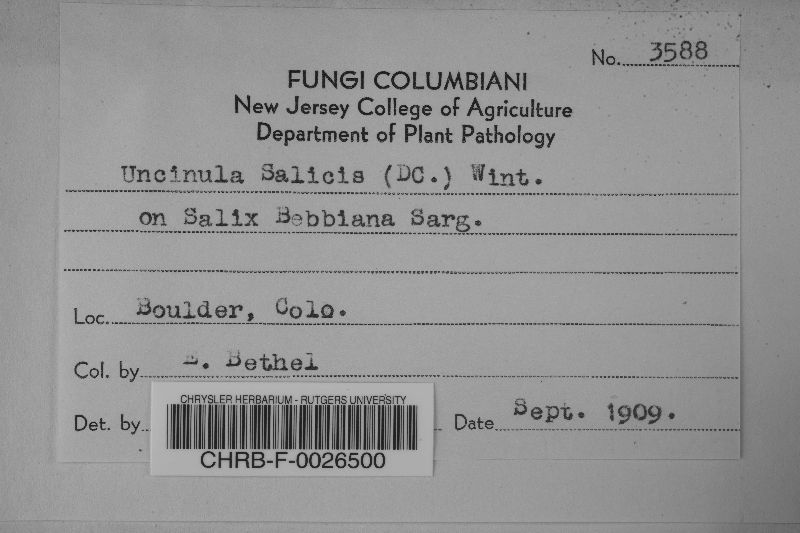 No. 3588
FUNGI COLUMBIANI
New Jersey College of Agriculture
Department of Plant Pathology
Uncinula Salicis (DC.) Wint.
on Salix Bebbiana Sarg.
Loc. Boulder, Colo.
Col. by E. Bethel
Det. by
Date Sept. 1909.
CHRYSLER HERBARIUM - RUTGERS UNIVERSITY
CHRB-F-0026500